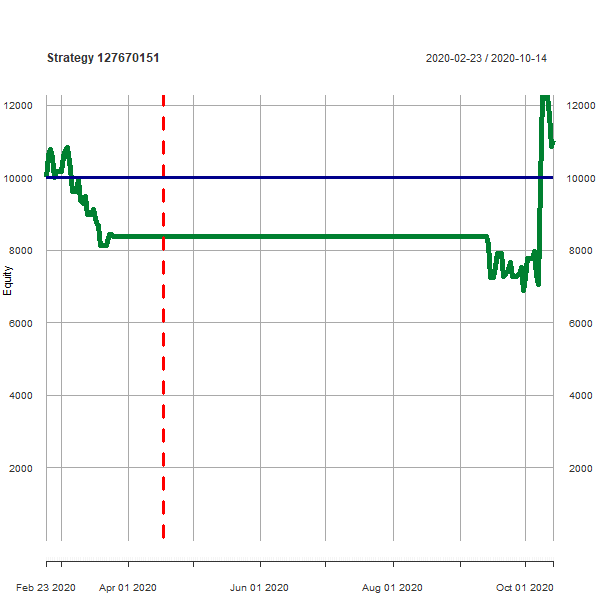 Strategy 127670151
2020-02-23 / 2020-10-14
12000
12000
10000
10000
8000
8000
Equity
6000
6000
4000
4000
2000
2000
Feb 23 2020
Apr 01 2020
Jun 01 2020
Aug 01 2020
Oct 01 2020